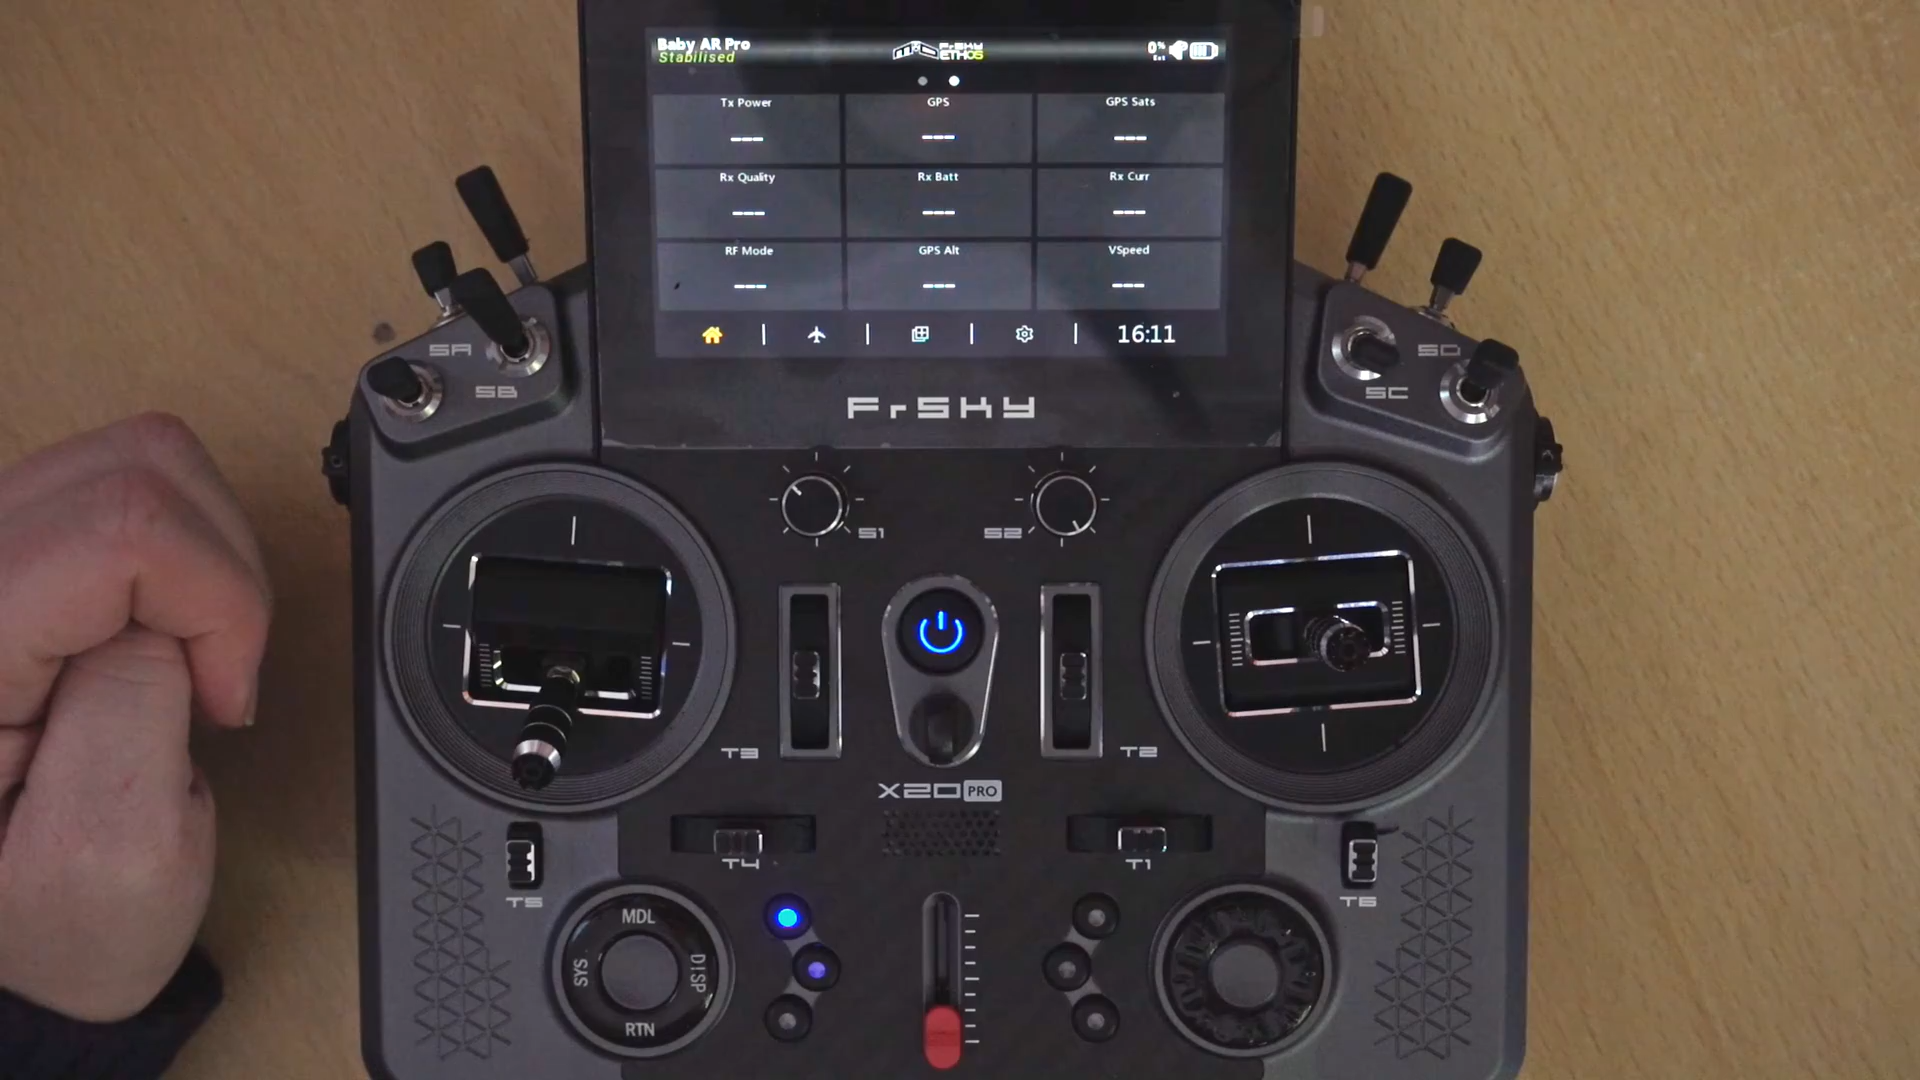 Baby AR Pro
Stabilised
FrSKY
ETHOS
0%
Tx Power
GPS
GPS Sats
---
---
---
Rx Quality
Rx Batt
Rx Curr
---
---
---
RF Mode
GPS Alt
VSpeed
---
---
---
16:11
FrSKY
SA
SB
SD
SC
S1
S2
T3
T2
X20 PRO
T4
T1
T5
T6
MDL
SYS
DISP
RTN